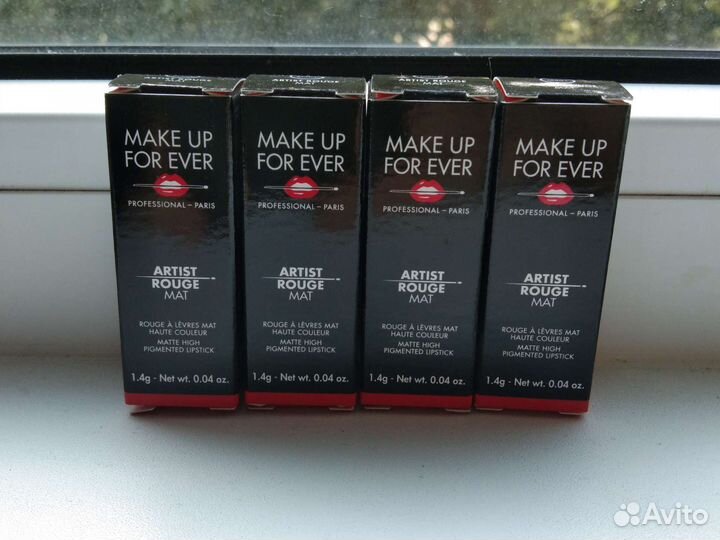 ARTIST ROUGE
MAT
ARTIST ROUGE
MAT
MAKE UP
FOR EVER
PROFESSIONAL – PARIS
ARTIST
ROUGE
MAT
ROUGE À LÈVRES MAT
HAUTE COULEUR
MATTE HIGH
PIGMENTED LIPSTICK
1.4g - Net wt. 0.04 oz.
MAKE UP
FOR EVER
PROFESSIONAL – PARIS
ARTIST
ROUGE
MAT
ROUGE À LÈVRES MAT
HAUTE COULEUR
MATTE HIGH
PIGMENTED LIPSTICK
1.4g - Net wt. 0.04 oz.
MAKE UP
FOR EVER
PROFESSIONAL – PARIS
ARTIST
ROUGE
MAT
ROUGE À LÈVRES MAT
HAUTE COULEUR
MATTE HIGH
PIGMENTED LIPSTICK
1.4g - Net wt. 0.04 oz.
MAKE UP
FOR EVER
PROFESSIONAL – PARIS
ARTIST
ROUGE
MAT
ROUGE À LÈVRES MAT
HAUTE COULEUR
MATTE HIGH
PIGMENTED LIPSTICK
1.4g - Net wt. 0.04 oz.
Avito